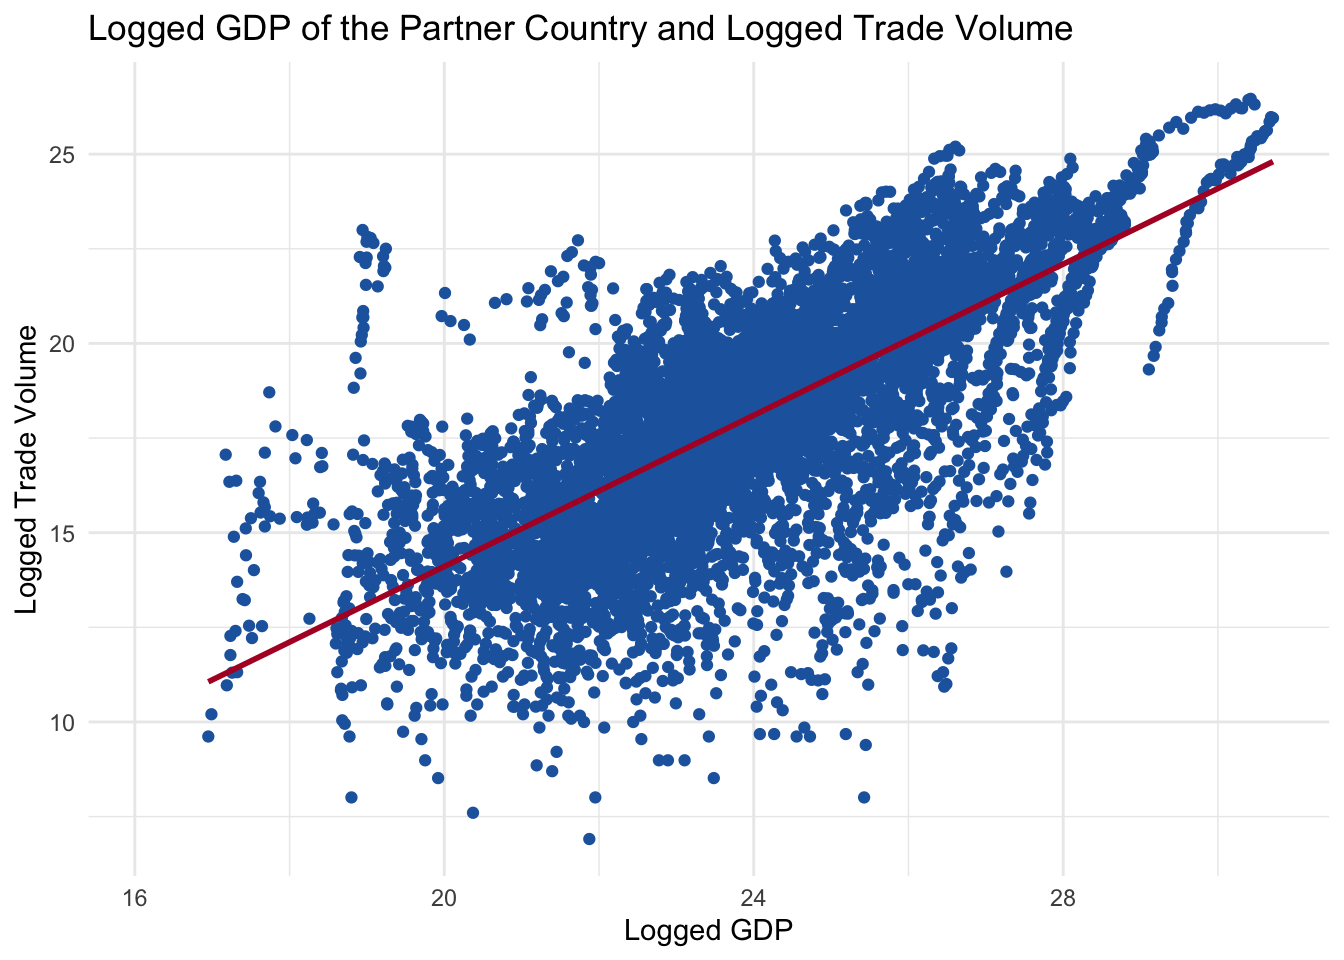 Logged GDP of the Partner Country and Logged Trade Volume
Logged Trade Volume
25
20
15
10
16 20 24 28
Logged GDP